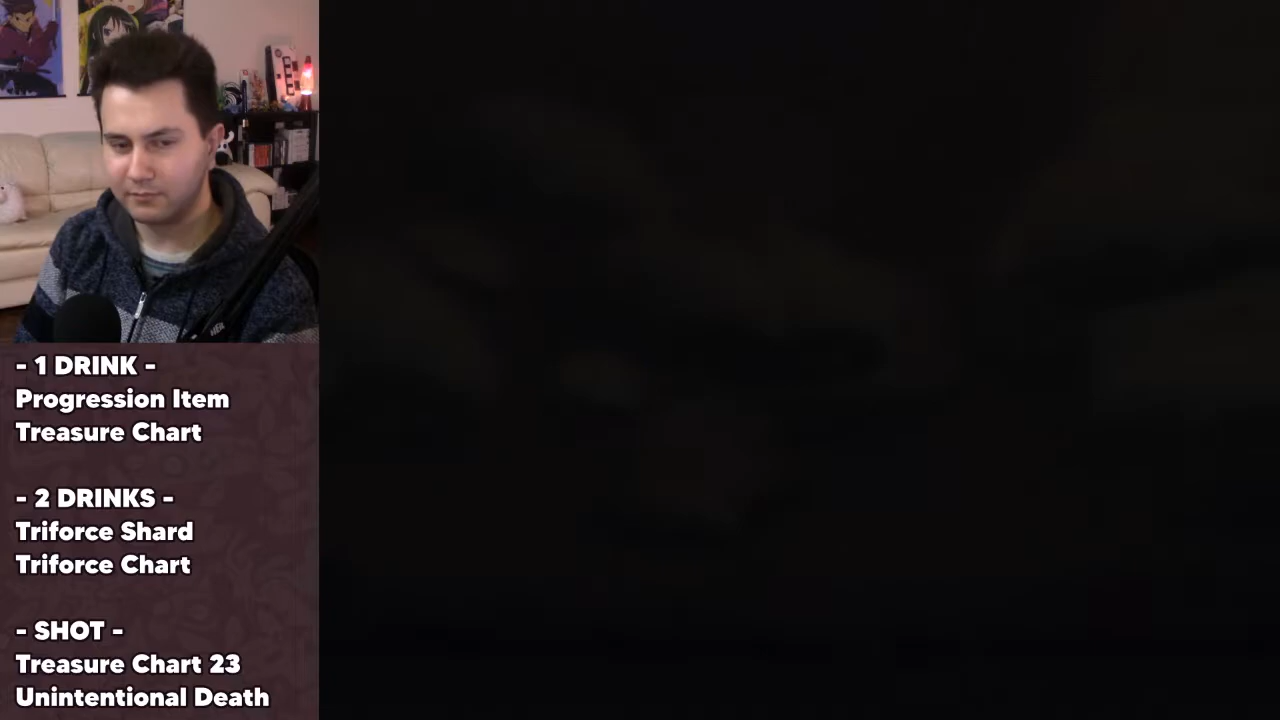 - 1 DRINK -
Progression Item
Treasure Chart
- 2 DRINKS -
Triforce Shard
Triforce Chart
- SHOT -
Treasure Chart 23
Unintentional Death